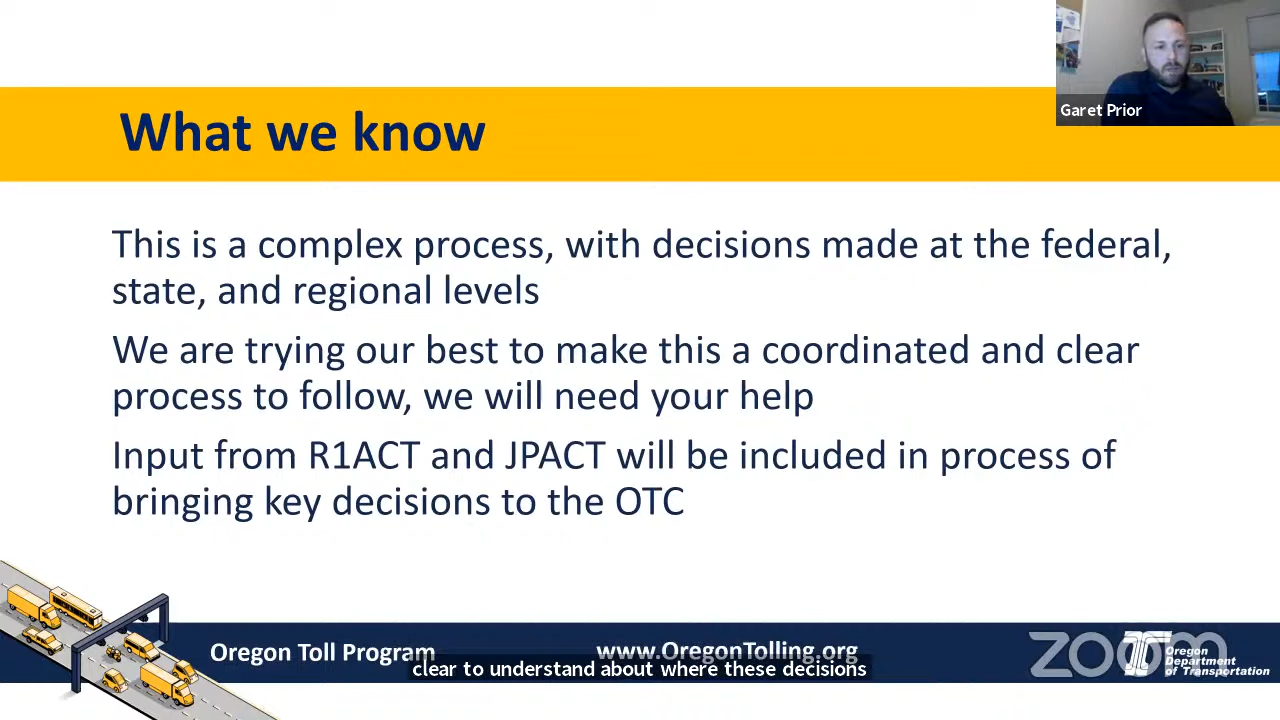 Garet Prior
What we know
This is a complex process, with decisions made at the federal,
state, and regional levels
We are trying our best to make this a coordinated and clear
process to follow, we will need your help
Input from R1ACT and JPACT will be included in process of
bringing key decisions to the OTC
Oregon Toll Program
www.OregonTolling.org
clear to understand about where these decisions
zoom
Oregon
Department
of Transportation